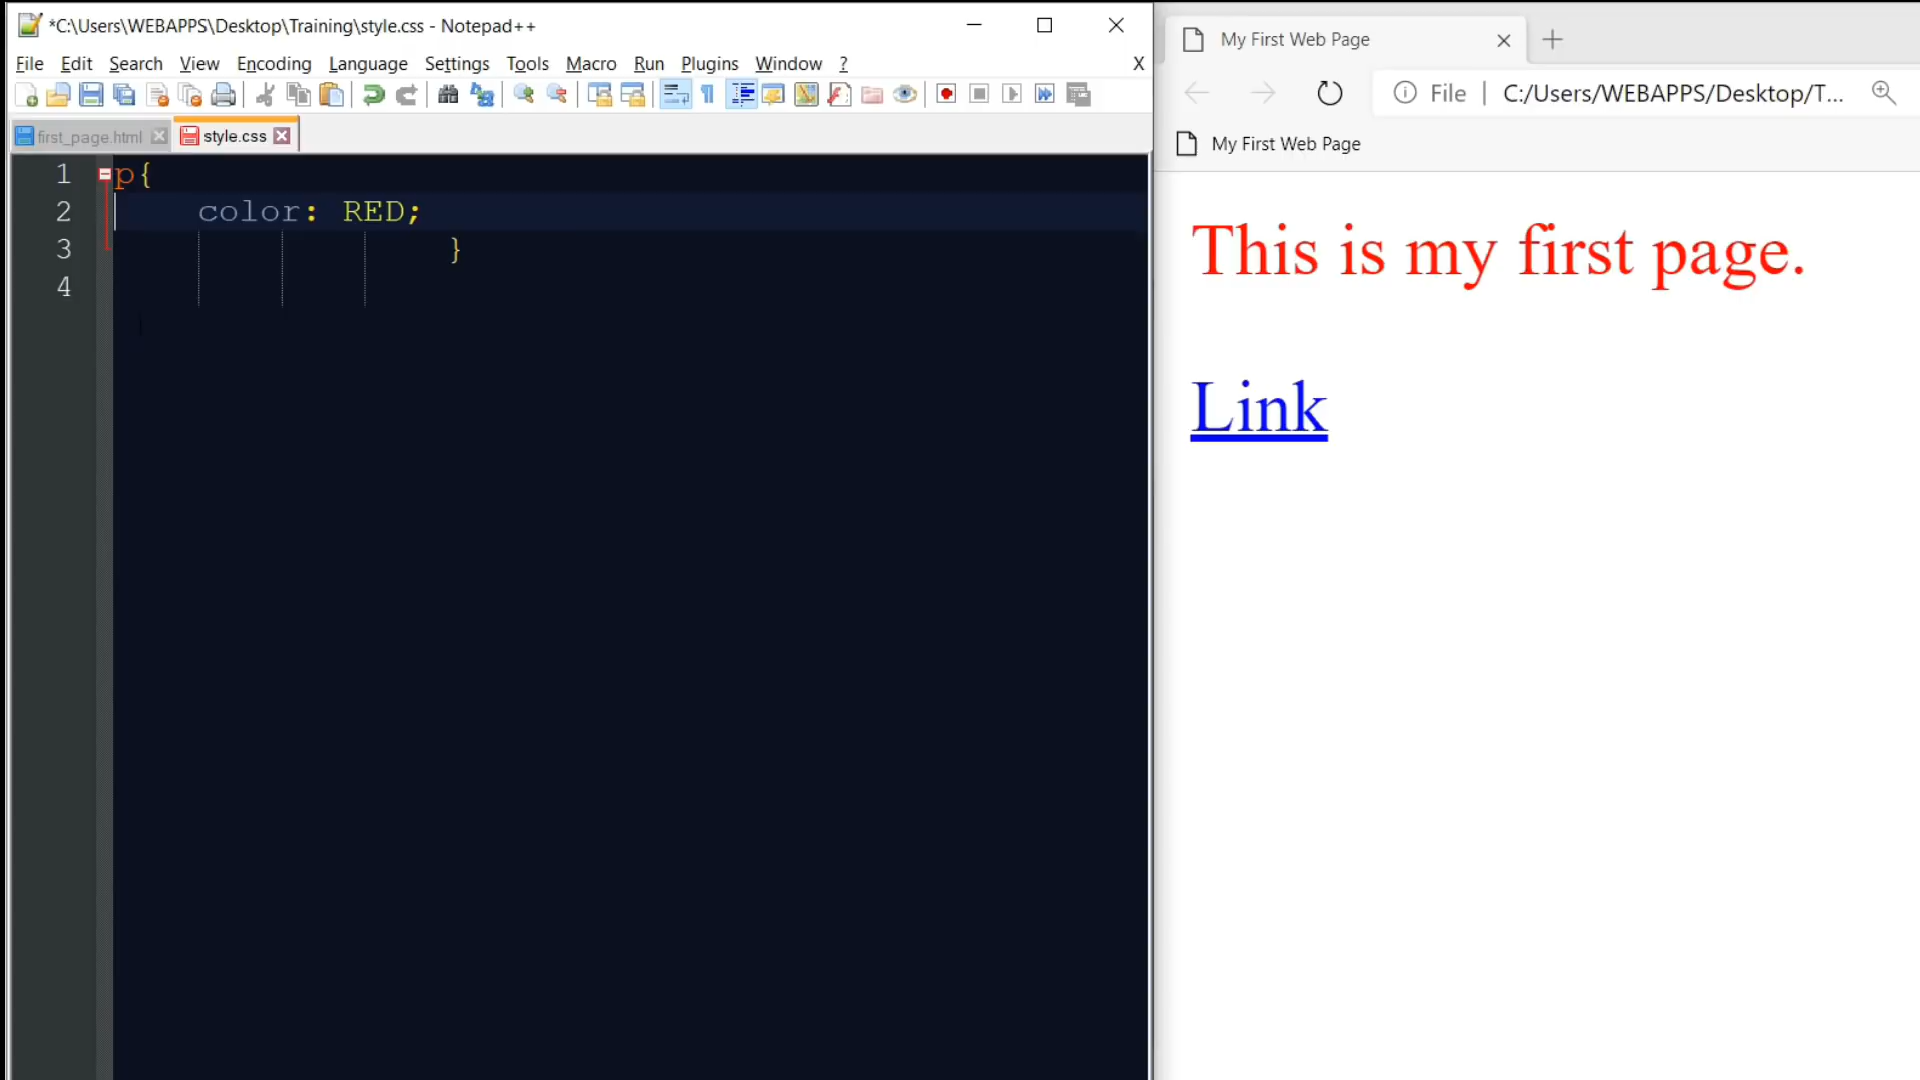 *C:\Users\WEBAPPS\Desktop\Training\style.css - Notepad++
File Edit Search View Encoding Language Settings Tools Macro Run Plugins Window ? X
first_page.html style.css
1 p{
2 color: RED;
3 }
4
My First Web Page
File | C:/Users/WEBAPPS/Desktop/T...
My First Web Page
This is my first page.
Link